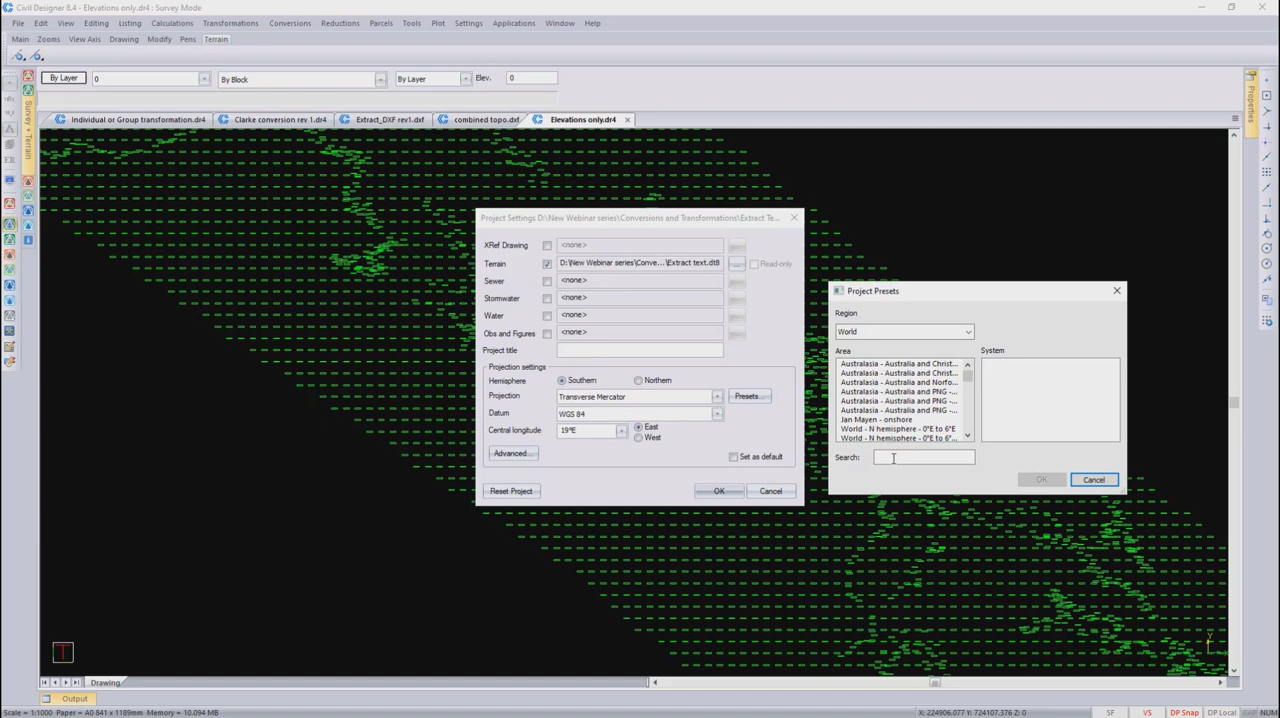 Civil Designer 8.4 - Elevations only.dr4 : Survey Mode
File Edit View Editing Listing Calculations Transformations Conversions Reductions Parcels Tools Plot Settings Applications Window Help
Main Zooms View Axis Drawing Modify Pens Terrain
By Layer 0 By Block By Layer Elev. 0
Individual or Group transformation.dr4 Clarke conversion rev 1.dr4 Extract_DXF rev1.dxf combined topo.dxf Elevations only.dr4
Survey + Terrain
Properties
Project Settings D:\New Webinar series\Conversions and Transformations\Extract Te...
XRef Drawing <none>
Terrain D:\New Webinar series\Conve...\Extract text.dt8 ... Read-only
Sewer <none>
Stormwater <none>
Water <none>
Obs and Figures <none>
Project title
Projection settings
Hemisphere Southern Northern
Projection Transverse Mercator Presets...
Datum WGS 84
Central longitude 19°E East
West
Advanced... Set as default
Reset Project OK Cancel
Project Presets
Region
World
Area System
Australasia - Australia and Christ...
Australasia - Australia and Christ...
Australasia - Australia and Norfo...
Australasia - Australia and PNG -...
Australasia - Australia and PNG -...
Australasia - Australia and PNG -...
Jan Mayen - onshore
World - N hemisphere - 0°E to 6°E
World - N hemisphere - 0°E to 6°...
Search:
OK Cancel
T
Y
Drawing
Output
Scale = 1:1000 Paper = A0 841 x 1189mm Memory = 10.094 MB X: 224906.077 Y: 724107.376 Z: 0 SF VS DP Snap DP Local CAP NUM